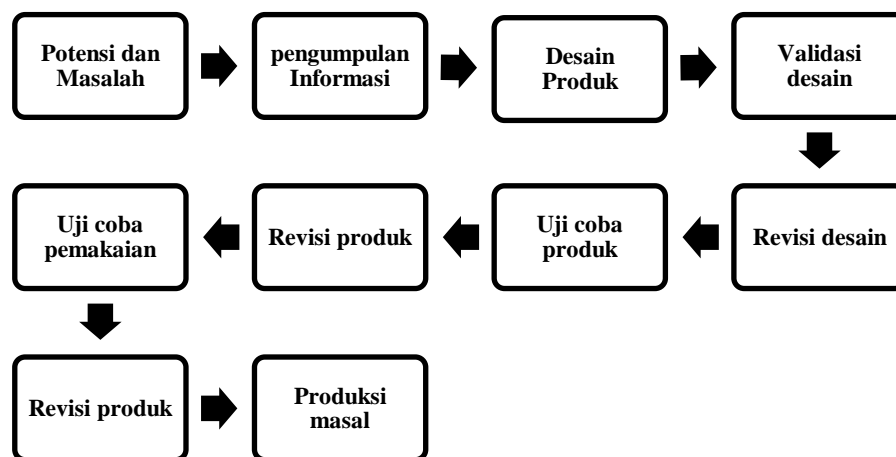 Potensi dan
Masalah
pengumpulan
Informasi
Desain
Produk
Validasi
desain
Revisi desain
Uji coba
produk
Revisi produk
Uji coba
pemakaian
Revisi produk
Produksi
masal